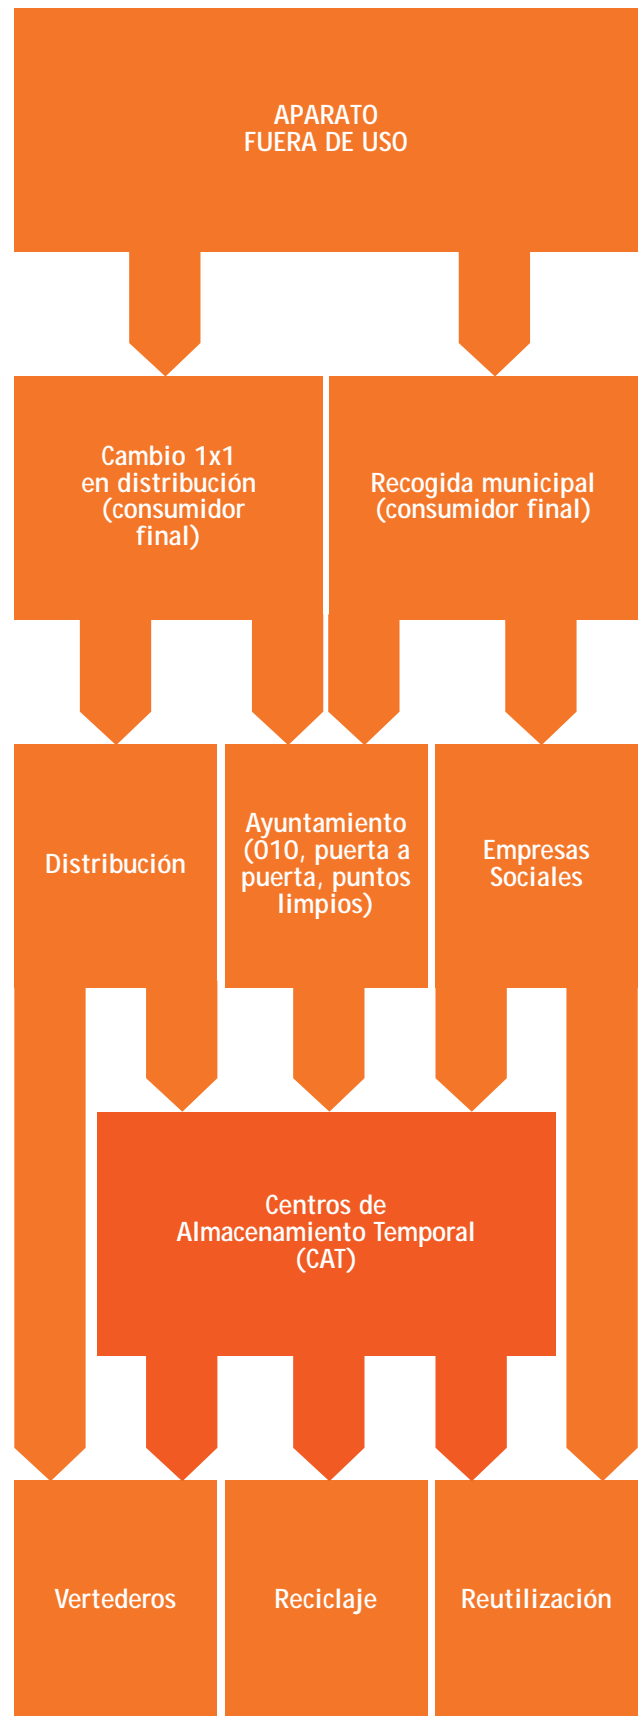 APARATO
FUERA DE USO
Cambio 1x1
en distribución
(consumidor
final)
Recogida municipal
(consumidor final)
Distribución
Ayuntamiento
(010, puerta a
puerta, puntos
limpios)
Empresas
Sociales
Centros de
Almacenamiento Temporal
(CAT)
Vertederos
Reciclaje
Reutilización